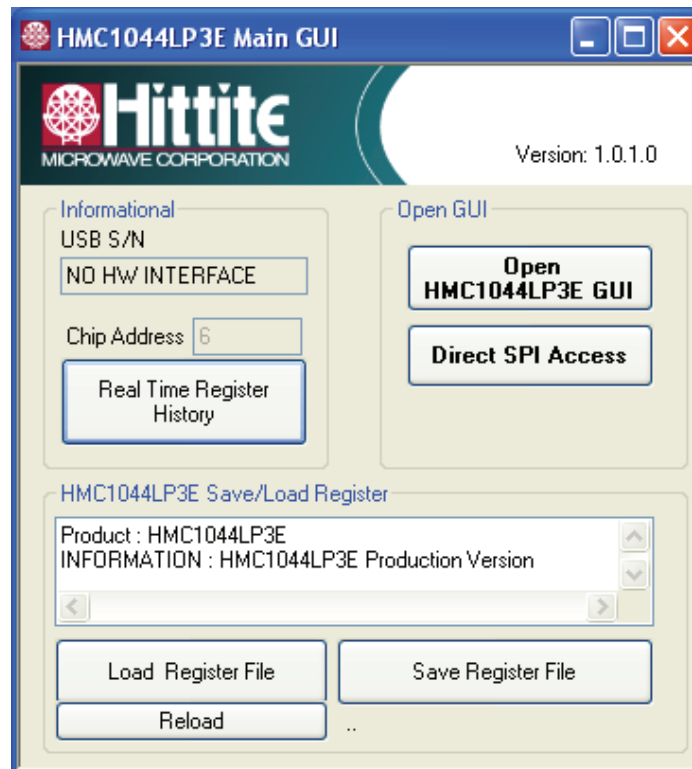 HMC1044LP3E Main GUI
Hittite
MICROWAVE CORPORATION
Version: 1.0.1.0
Informational
USB S/N
NO HW INTERFACE
Chip Address 6
Real Time Register
History
Open GUI
Open
HMC1044LP3E GUI
Direct SPI Access
HMC1044LP3E Save/Load Register
Product : HMC1044LP3E
INFORMATION : HMC1044LP3E Production Version
Load Register File
Save Register File
Reload
..